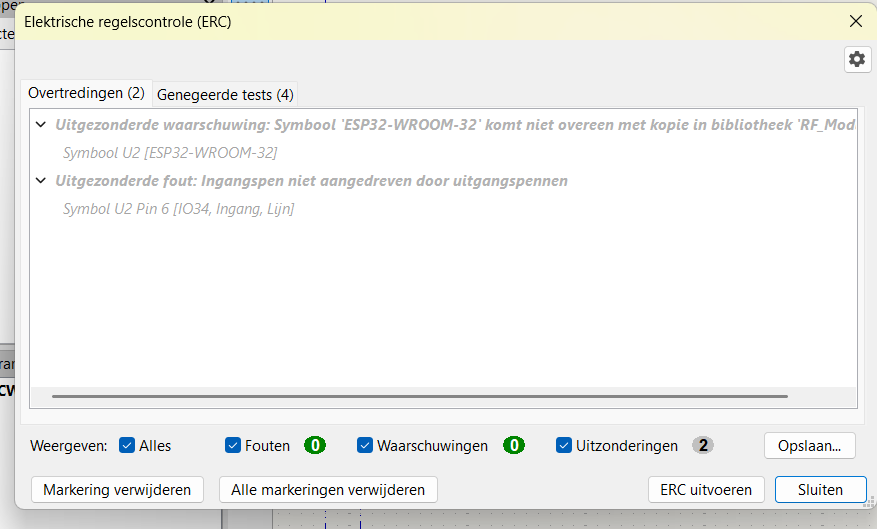 Elektrische regelscontrole (ERC)
Overtredingen (2)
Genegeerde tests (4)
Uitgezonderde waarschuwing: Symbool 'ESP32-WROOM-32' komt niet overeen met kopie in bibliotheek 'RF_Mod
Symbool U2 [ESP32-WROOM-32]
Uitgezonderde fout: Ingangspen niet aangedreven door uitgangspennen
Symbol U2 Pin 6 [IO34, Ingang, Lijn]
Weergeven: Alles Fouten 0 Waarschuwingen 0 Uitzonderingen 2 Opslaan...
Markering verwijderen Alle markeringen verwijderen ERC uitvoeren Sluiten